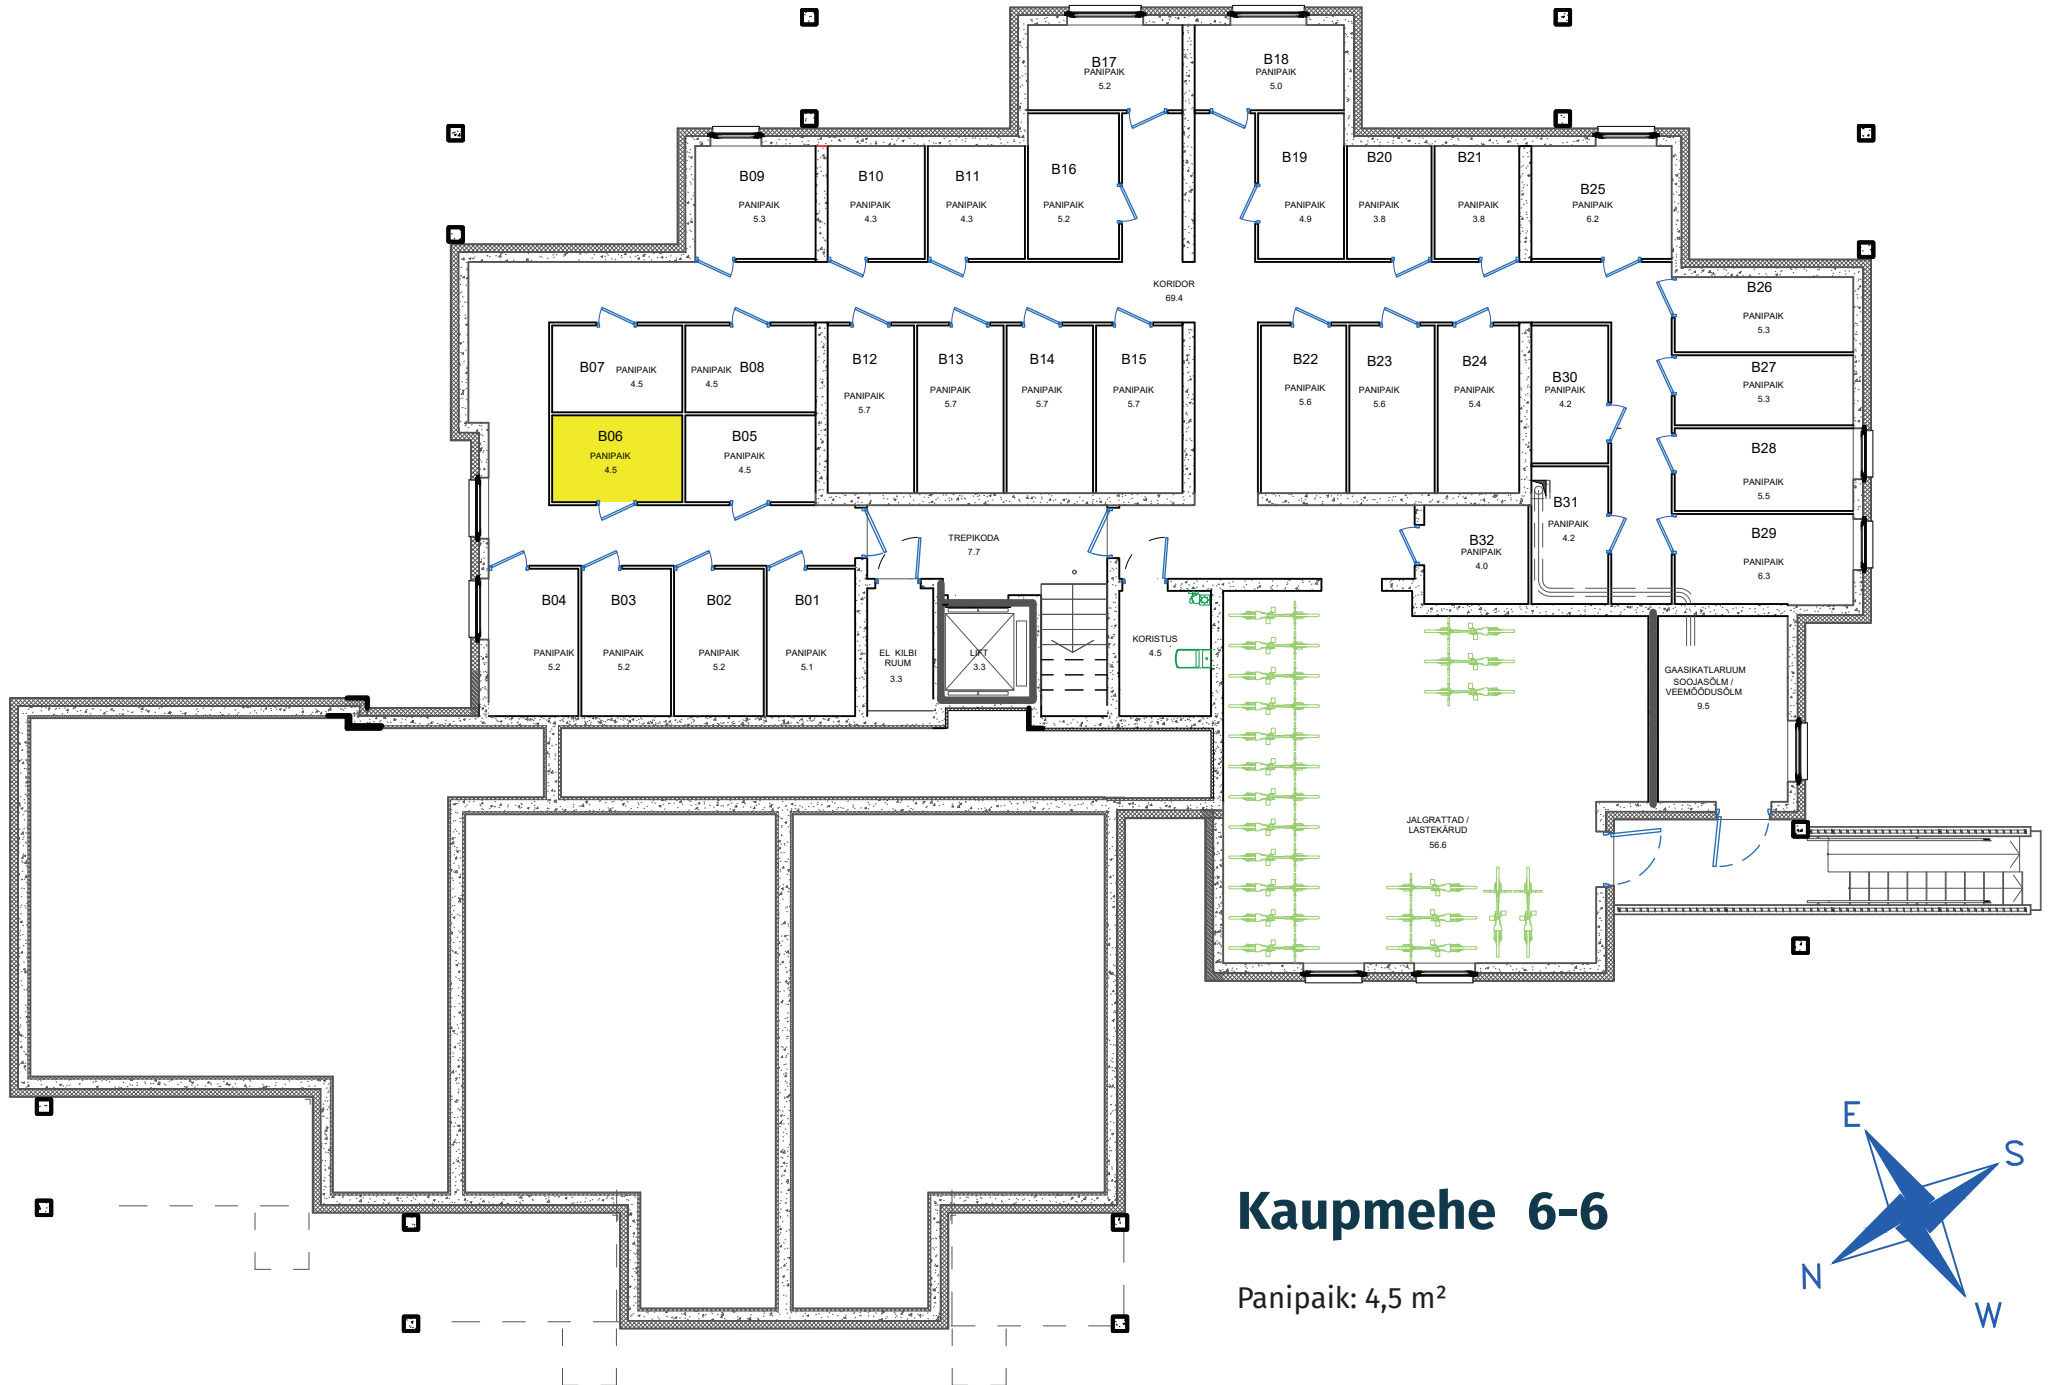 B17
PANIPAIK
5.2
B18
PANIPAIK
5.0
B09
PANIPAIK
5.3
B10
PANIPAIK
4.3
B11
PANIPAIK
4.3
B16
PANIPAIK
5.2
B19
PANIPAIK
4.9
B20
PANIPAIK
3.8
B21
PANIPAIK
3.8
B25
PANIPAIK
6.2
KORIDOR
69.4
B26
PANIPAIK
5.3
B07
PANIPAIK
4.5
PANIPAIK
4.5
B08
B12
PANIPAIK
5.7
B13
PANIPAIK
5.7
B14
PANIPAIK
5.7
B15
PANIPAIK
5.7
B22
PANIPAIK
5.6
B23
PANIPAIK
5.6
B24
PANIPAIK
5.4
B30
PANIPAIK
4.2
B27
PANIPAIK
5.3
B06
PANIPAIK
4.5
B05
PANIPAIK
4.5
B28
PANIPAIK
5.5
B31
PANIPAIK
4.2
B29
PANIPAIK
6.3
TREPIKODA
7.7
B32
PANIPAIK
4.0
B04
PANIPAIK
5.2
B03
PANIPAIK
5.2
B02
PANIPAIK
5.2
B01
PANIPAIK
5.1
EL KILBI
RUUM
3.3
LIFT
3.3
KORISTUS
4.5
GAASIKATLARUUM
SOOJASÕLM /
VEEMÕÕDUSÕLM
9.5
JALGRATTAD /
LASTEKÄRUD
56.6
Kaupmehe 6-6
Panipaik: 4,5 m²
E
S
N
W